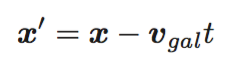 x′ = x − v_{gal}t